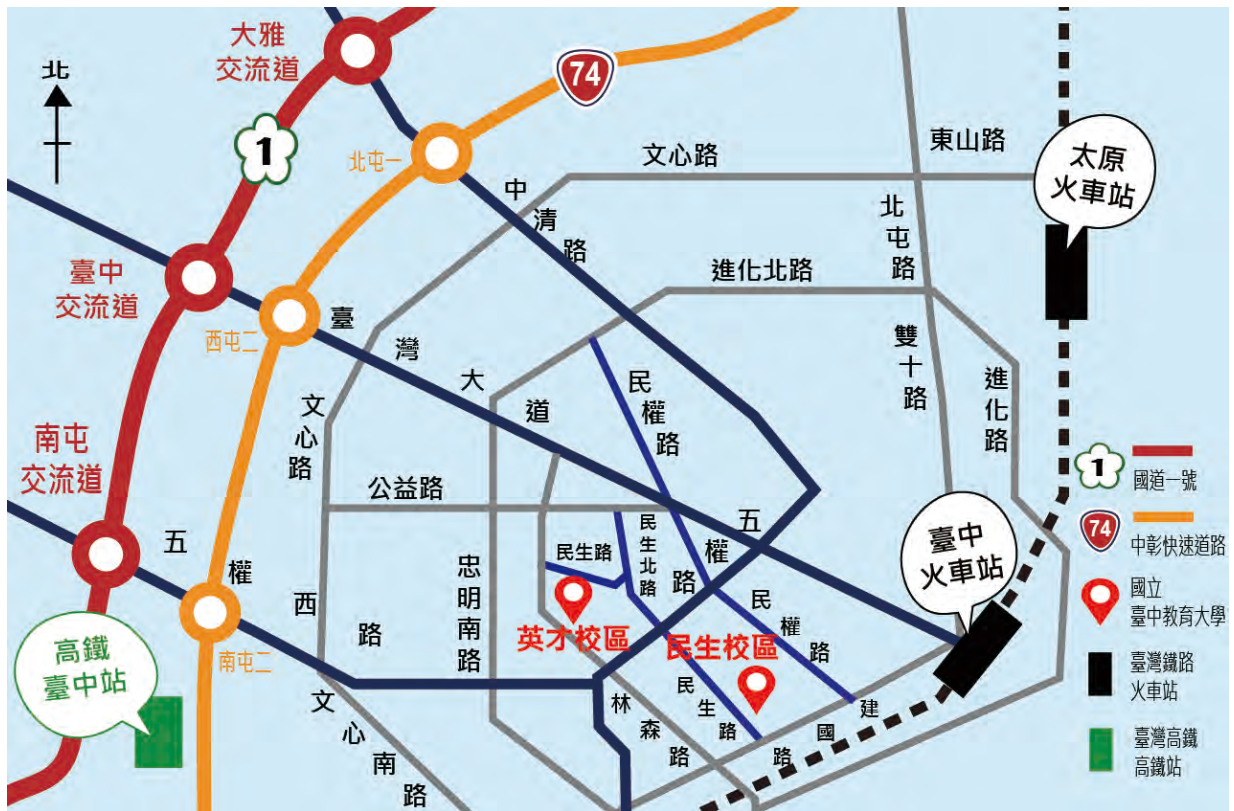 大雅
交流道
北
1
74
北屯一
文心路
東山路
太原
火車站
中清路
北屯路
臺中
交流道
進化北路
西屯二
臺灣大道
雙十路
文心路
民權路
進化路
南屯
交流道
公益路
1
國道一號
五權西路
民生北路
五權路
74
中彰快速道路
臺中
火車站
民生路
忠明南路
國立
臺中教育大學
英才校區
民權路
民生校區
高鐵
臺中站
南屯二
臺灣鐵路
火車站
文心南路
林森路
民生路
建國路
臺灣高鐵
高鐵站